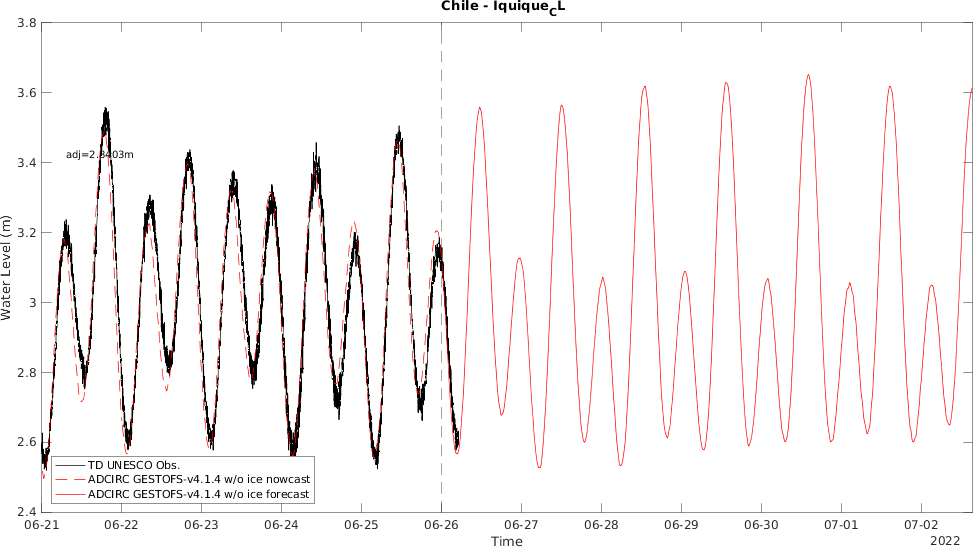 Chile - Iquique_CL
3.8
3.6
3.4
3.2
3
2.8
2.6
2.4
Water Level (m)
adj=2.8403m
TD UNESCO Obs.
ADCIRC GESTOFS-v4.1.4 w/o ice nowcast
ADCIRC GESTOFS-v4.1.4 w/o ice forecast
06-21 06-22 06-23 06-24 06-25 06-26 06-27 06-28 06-29 06-30 07-01 07-02
Time
2022